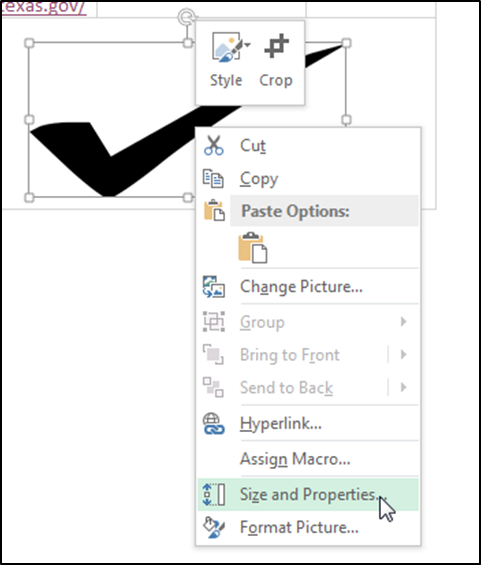 texas.gov/
Style
Crop
Cut
Copy
Paste Options:
Change Picture...
Group
Bring to Front
Send to Back
Hyperlink...
Assign Macro...
Size and Properties...
Format Picture...